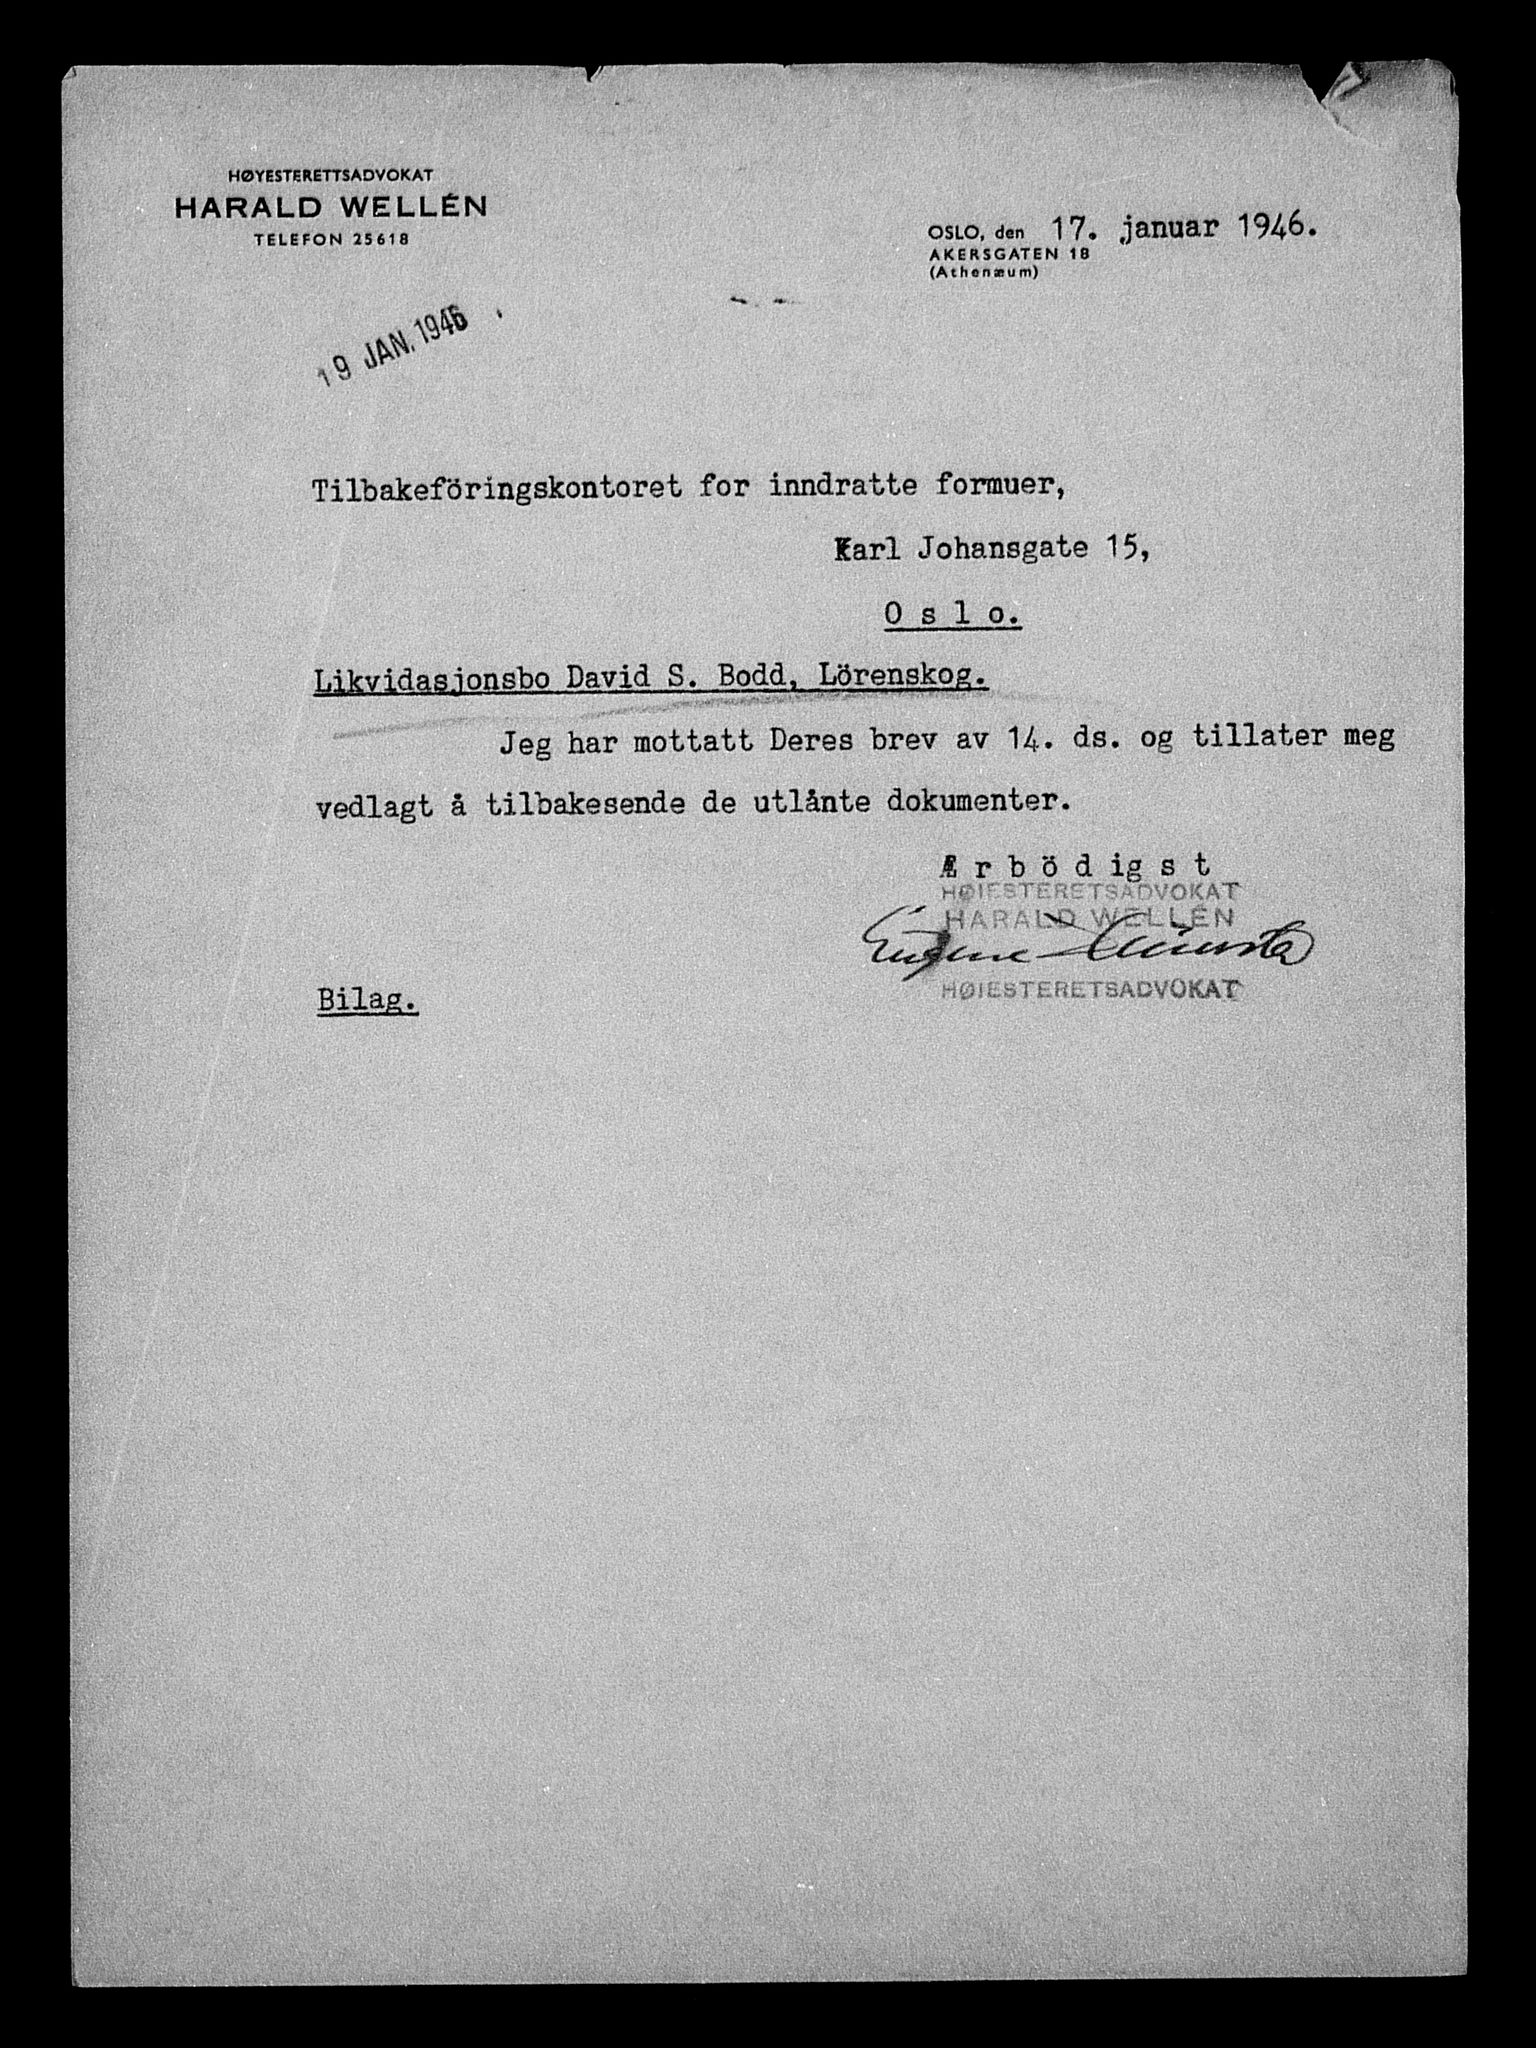 HØYESTERETTSADVOKAT
HARALD WELLÉN
TELEFON 25618
OSLO, den 17. januar 1946.
AKERSGATEN 18
(Athenæum)
19 JAN. 1946
Tilbakeföringskontoret for inndratte formuer,
Karl Johansgate 15,
O s l o.
Likvidasjonsbo David S. Bodd, Lörenskog.
Jeg har mottatt Deres brev av 14. ds. og tillater meg
vedlagt å tilbakesende de utlånte dokumenter.
Æ r b ö d ig s t
HØIESTERETSADVOKAT
HARALD WELLÉN
HØIESTERETSADVOKAT
Bilag.